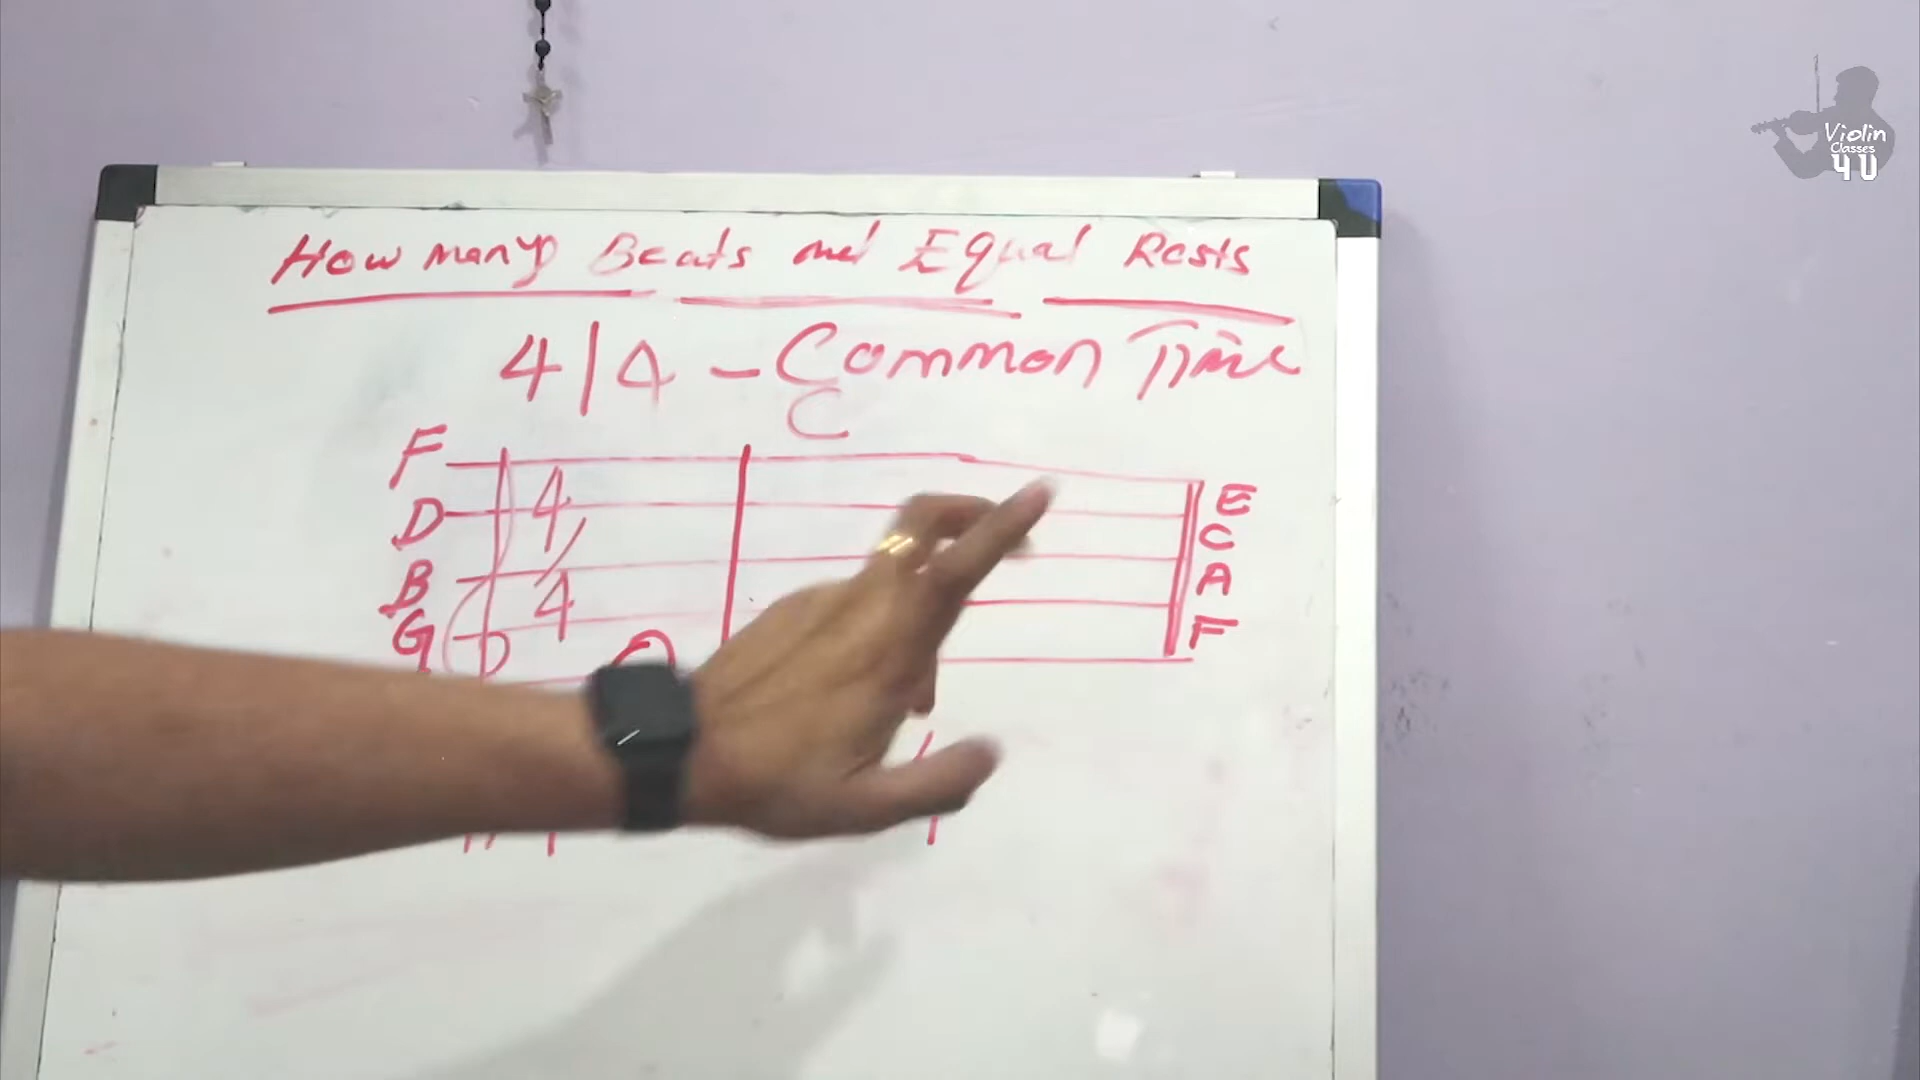 Violin
Classes
4U
How many Beats and Equal Rests
4|4 - Common Time
C
F
D
B
G
4/4
E
C
A
F